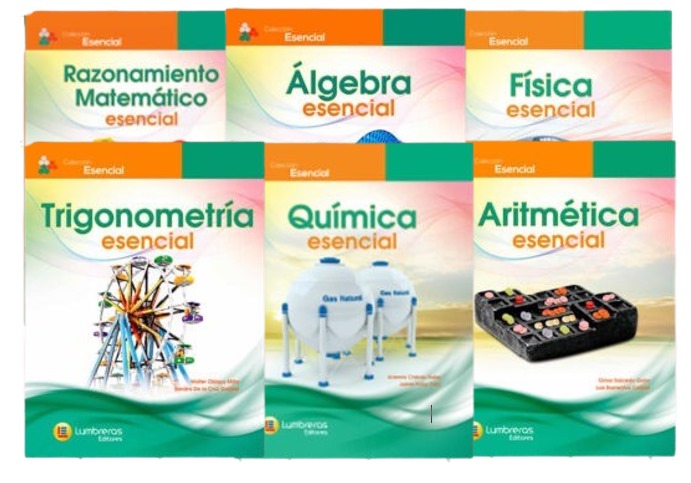 Colección
Esencial
Razonamiento
Matemático
esencial
Colección
Esencial
Álgebra
esencial
Colección
Esencial
Física
esencial
Colección
Esencial
Trigonometría
esencial
Lumbreras
Editores
Colección
Esencial
Química
esencial
Gas Natural
Gas Natural
Lumbreras
Editores
Colección
Esencial
Aritmética
esencial
Lumbreras
Editores